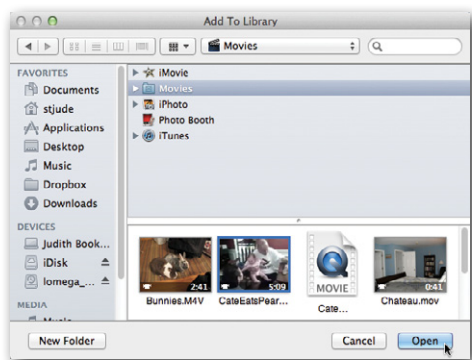 Add To Library
Movies
FAVORITES
Documents
stjude
Applications
Desktop
Music
Dropbox
Downloads
DEVICES
Judith Book...
iDisk
Iomega_...
MEDIA
Music
iMovie
Movies
iPhoto
Photo Booth
iTunes
2:41
5:09
MOVIE
0:41
Bunnies.M4V
CateEatsPear...
Cate...
Chateau.mov
New Folder
Cancel
Open